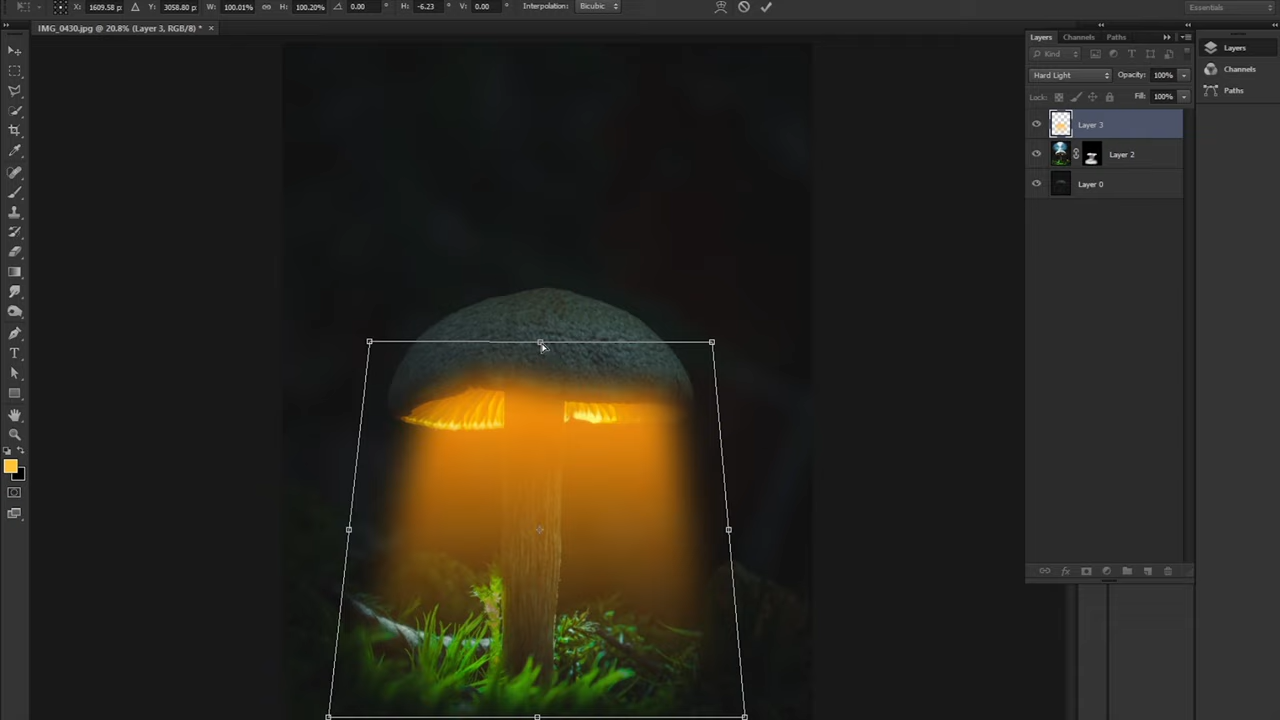 X: 1609.58 p Y: 3058.80 p W: 100.01% H: 100.20% 0.00 ° H: -6.23 ° V: 0.00 ° Interpolation: Bicubic Essentials
IMG_0430.jpg @ 20.8% (Layer 3, RGB/8) * ×
Layers Channels Paths
Kind
Hard Light Opacity: 100%
Lock: Fill: 100%
Layer 3
Layer 2
Layer 0
Layers
Channels
Paths
T
fx